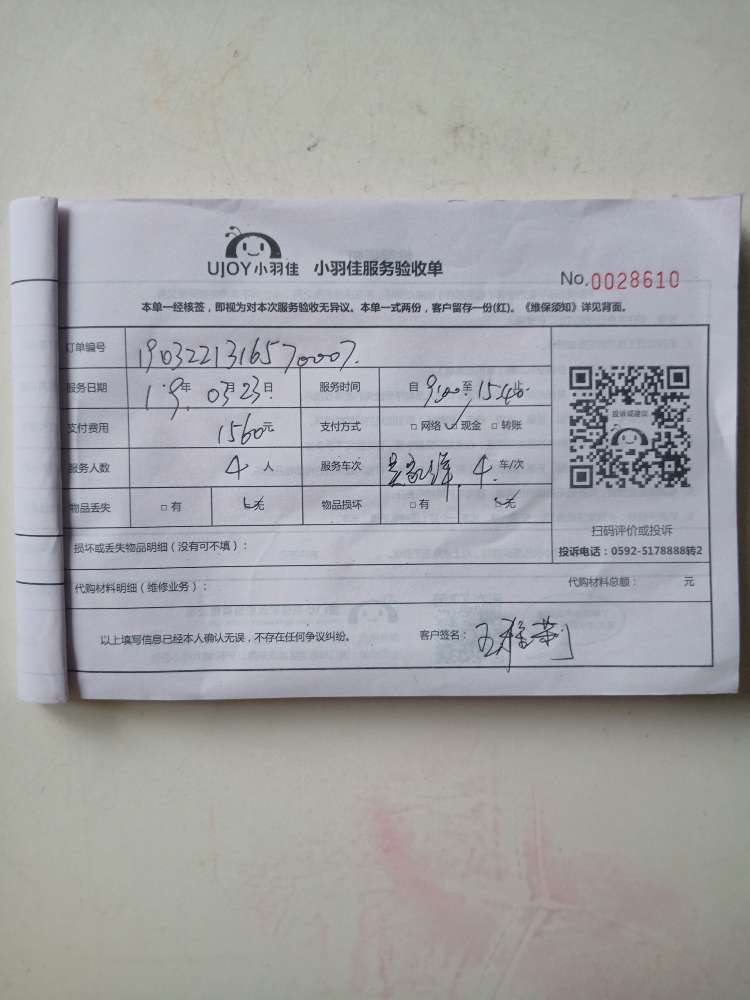 UJOY小羽佳 小羽佳服务验收单
No.0028610
本单一经核签，即视为对本次服务验收无异议。本单一式两份，客户留存一份(红)。《维保须知》详见背面。
订单编号 1903221316570007.
服务日期 19年 03月23日 服务时间 自 9:00至 15:40止
支付费用 1560元 支付方式 □网络 ☑现金 □转账
服务人数 4人 服务车次 4.车/次
物品丢失 □有 ☑无 物品损坏 □有 ☑无
投诉或建议
扫码评价或投诉
投诉电话：0592-5178888转2
损坏或丢失物品明细（没有可不填）：
代购材料明细（维修业务）： 代购材料总额： 元
以上填写信息已经本人确认无误，不存在任何争议纠纷。 客户签名：